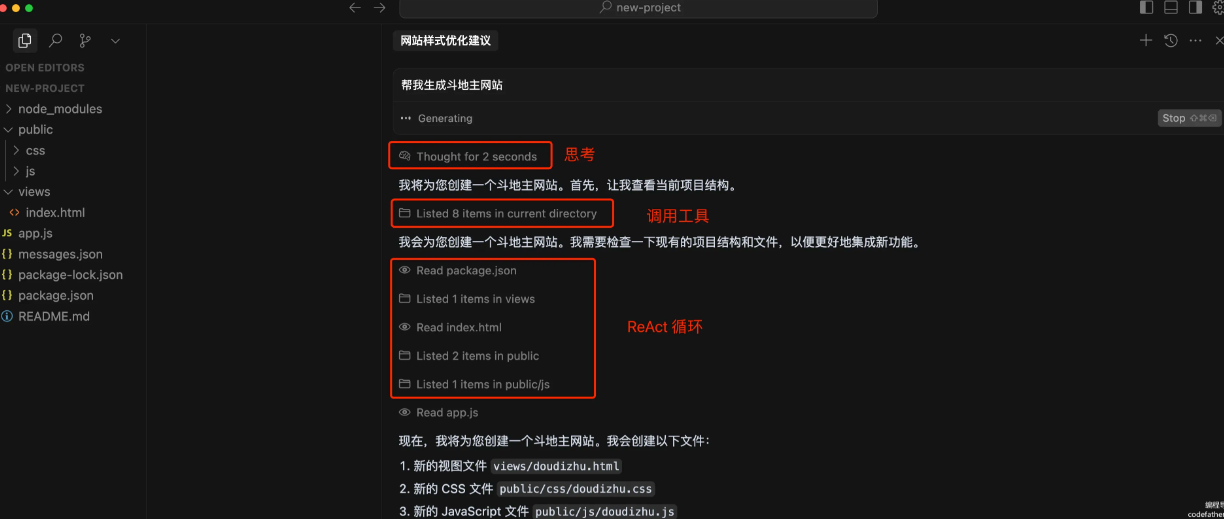 new-project
网站样式优化建议
OPEN EDITORS
NEW-PROJECT
node_modules
public
css
js
views
index.html
JS app.js
{} messages.json
{} package-lock.json
{} package.json
README.md
帮我生成斗地主网站
Generating
Stop
Thought for 2 seconds
思考
我将为您创建一个斗地主网站。首先，让我查看当前项目结构。
Listed 8 items in current directory
调用工具
我会为您创建一个斗地主网站。我需要检查一下现有的项目结构和文件，以便更好地集成新功能。
Read package.json
Listed 1 items in views
Read index.html
ReAct 循环
Listed 2 items in public
Listed 1 items in public/js
Read app.js
现在，我将为您创建一个斗地主网站。我会创建以下文件：
1. 新的视图文件 views/doudizhu.html
2. 新的 CSS 文件 public/css/doudizhu.css
3. 新的 JavaScript 文件 public/js/doudizhu.js